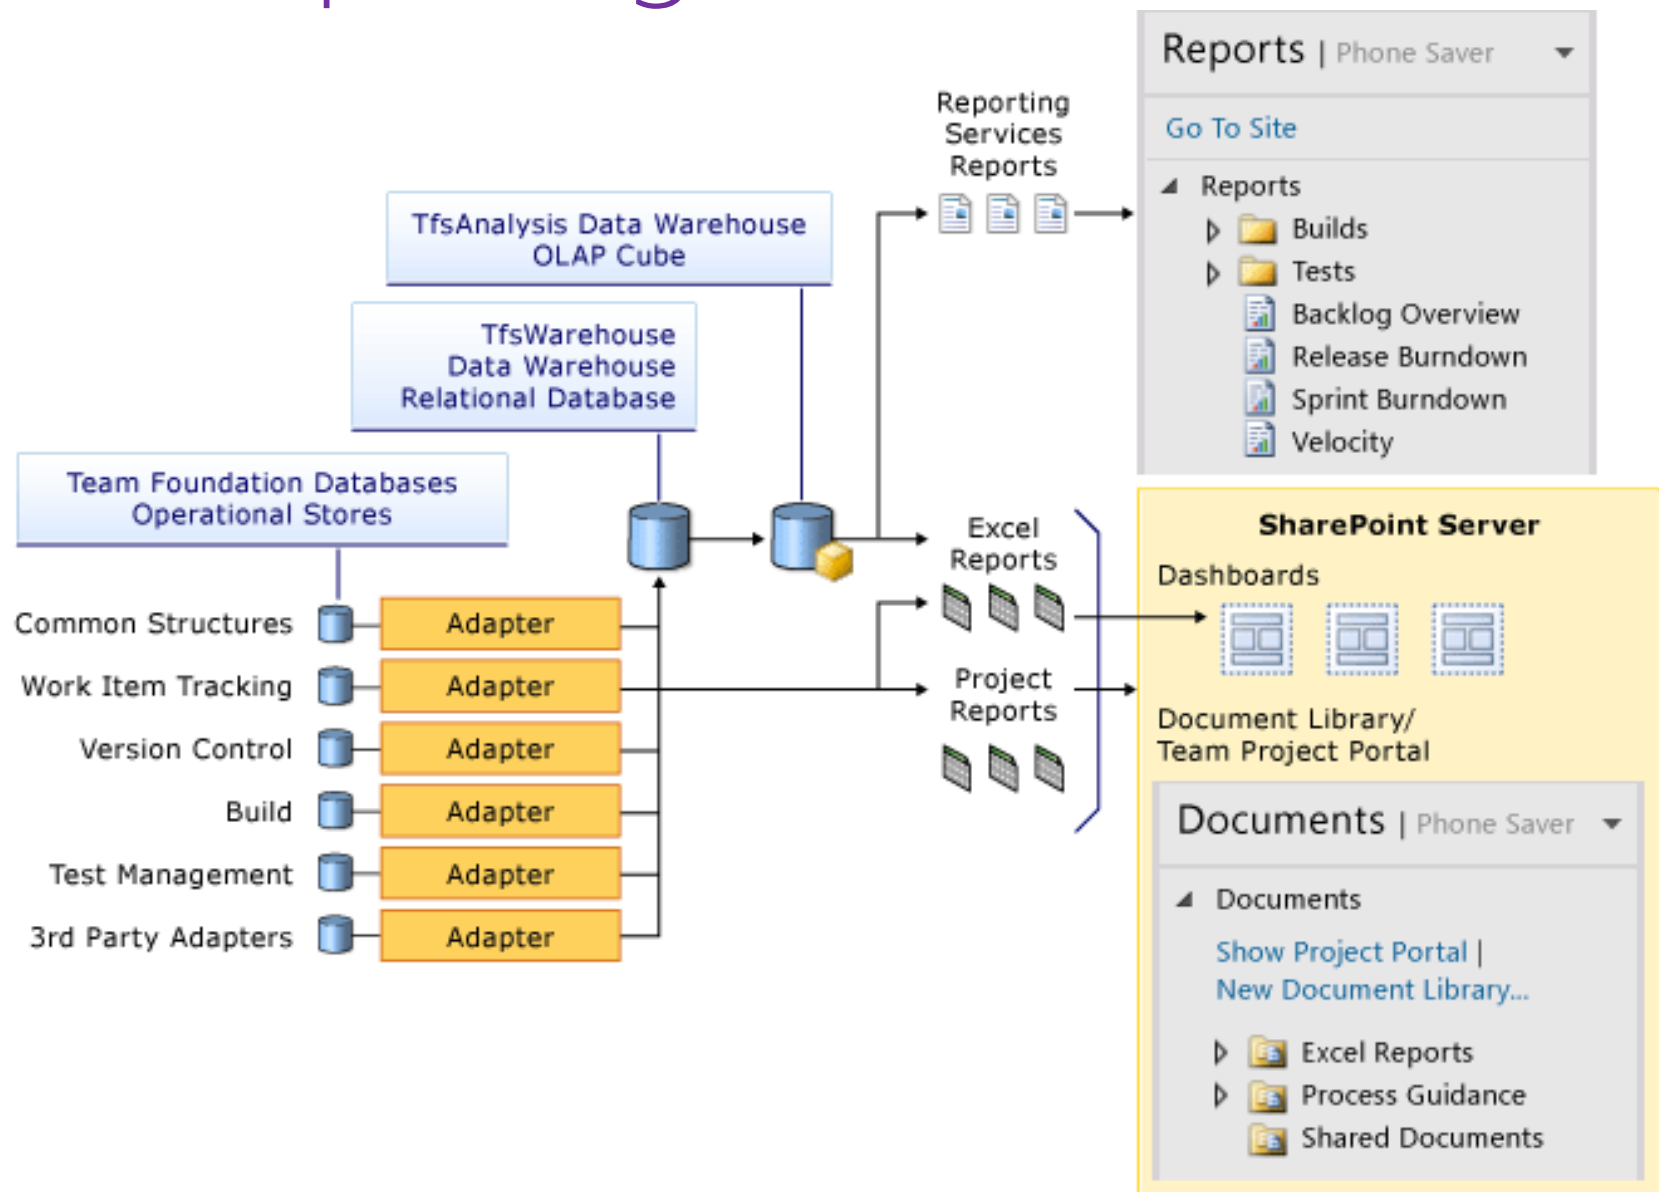 Reports | Phone Saver
Go To Site
Reports
Builds
Tests
Backlog Overview
Release Burndown
Sprint Burndown
Velocity
Reporting
Services
Reports
TfsAnalysis Data Warehouse
OLAP Cube
TfsWarehouse
Data Warehouse
Relational Database
Team Foundation Databases
Operational Stores
Common Structures
Adapter
Work Item Tracking
Adapter
Version Control
Adapter
Build
Adapter
Test Management
Adapter
3rd Party Adapters
Adapter
Excel
Reports
Project
Reports
SharePoint Server
Dashboards
Document Library/
Team Project Portal
Documents | Phone Saver
Documents
Show Project Portal |
New Document Library...
Excel Reports
Process Guidance
Shared Documents